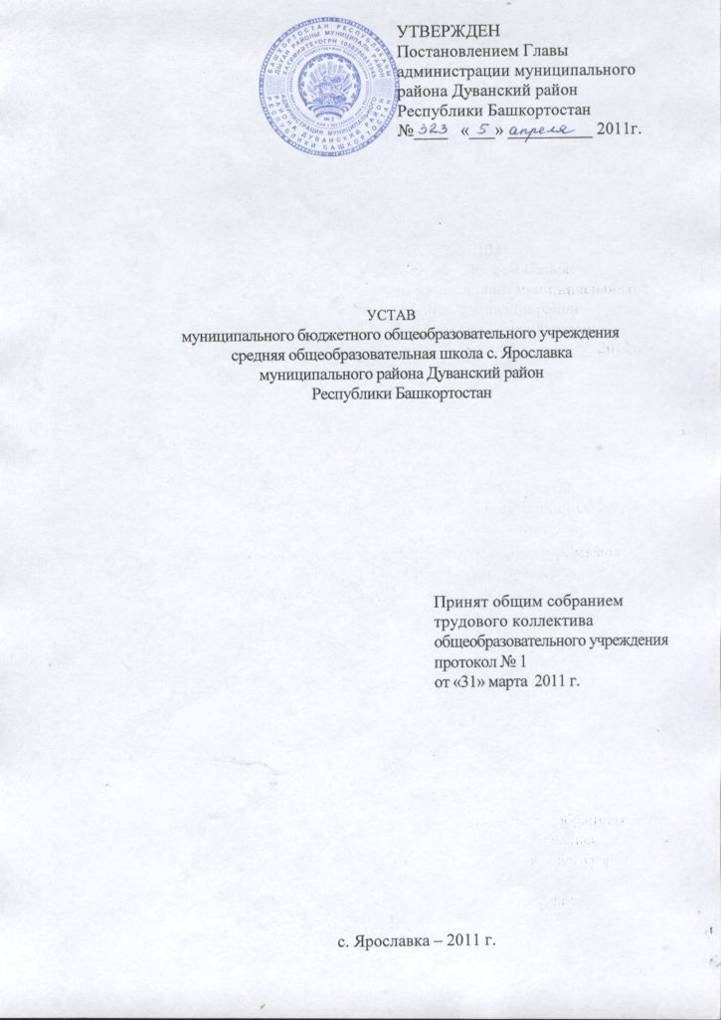 УТВЕРЖДЕН
Постановлением Главы
администрации муниципального
района Дуванский район
Республики Башкортостан
№ 323 « 5 » апреля 2011г.
УСТАВ
муниципального бюджетного общеобразовательного учреждения
средняя общеобразовательная школа с. Ярославка
муниципального района Дуванский район
Республики Башкортостан
Принят общим собранием
трудового коллектива
общеобразовательного учреждения
протокол № 1
от «31» марта 2011 г.
с. Ярославка – 2011 г.